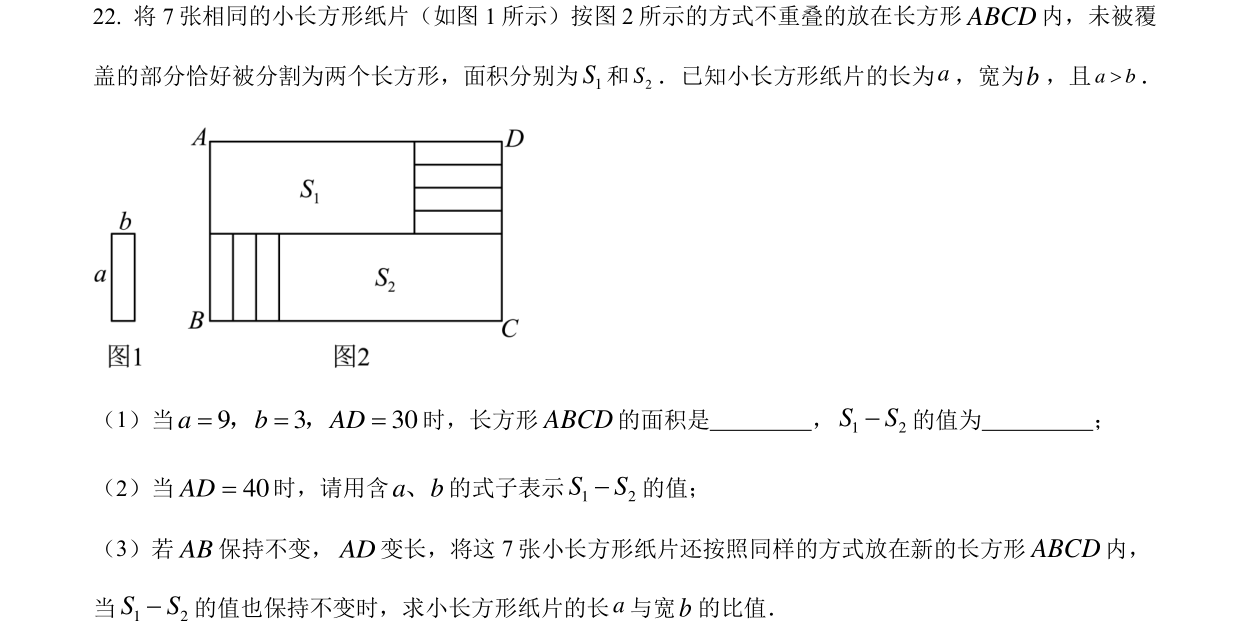 22. 将 7 张相同的小长方形纸片（如图 1 所示）按图 2 所示的方式不重叠的放在长方形 ABCD 内，未被覆
盖的部分恰好被分割为两个长方形，面积分别为 S₁ 和 S₂．已知小长方形纸片的长为 a，宽为 b，且 a > b．
A
D
S₁
b
a
S₂
B
C
图1
图2
（1）当 a = 9，b = 3，AD = 30 时，长方形 ABCD 的面积是________，S₁ − S₂ 的值为_________；
（2）当 AD = 40 时，请用含 a、b 的式子表示 S₁ − S₂ 的值；
（3）若 AB 保持不变，AD 变长，将这 7 张小长方形纸片还按照同样的方式放在新的长方形 ABCD 内，
当 S₁ − S₂ 的值也保持不变时，求小长方形纸片的长 a 与宽 b 的比值．